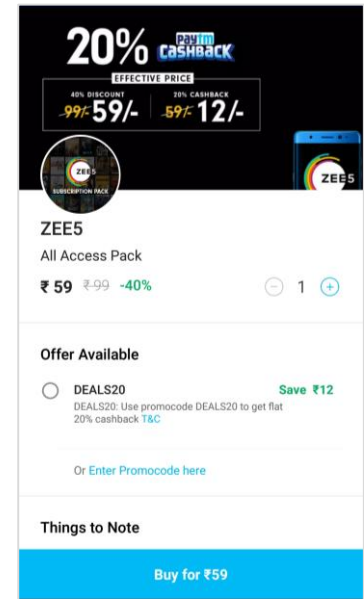 20% paytm CASHBACK
EFFECTIVE PRICE
40% DISCOUNT 20% CASHBACK
99/- 59/- 59/- 12/-
ZEE5
SUBSCRIPTION PACK
ZEE5
ZEE5
All Access Pack
₹ 59 ₹ 99 -40% 1
Offer Available
DEALS20 Save ₹12
DEALS20: Use promocode DEALS20 to get flat
20% cashback T&C
Or Enter Promocode here
Things to Note
Buy for ₹59